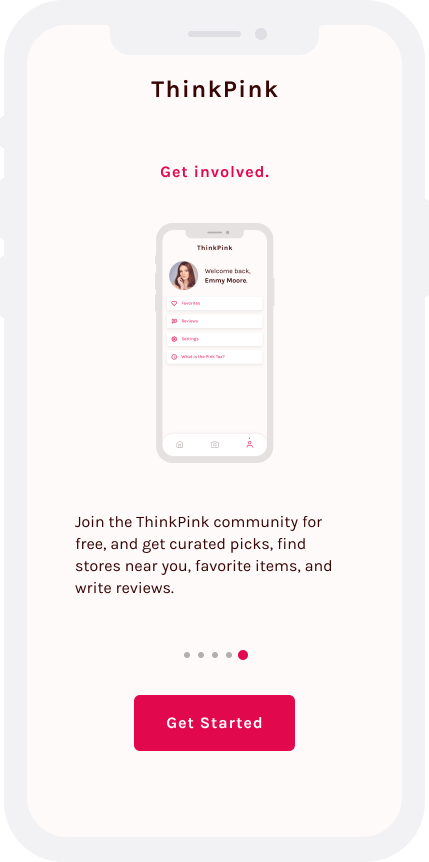 ThinkPink
Get involved.
ThinkPink
Welcome back,
Emmy Moore.
Favorites
Reviews
Settings
What is the Pink Tax?
Join the ThinkPink community for
free, and get curated picks, find
stores near you, favorite items, and
write reviews.
Get Started